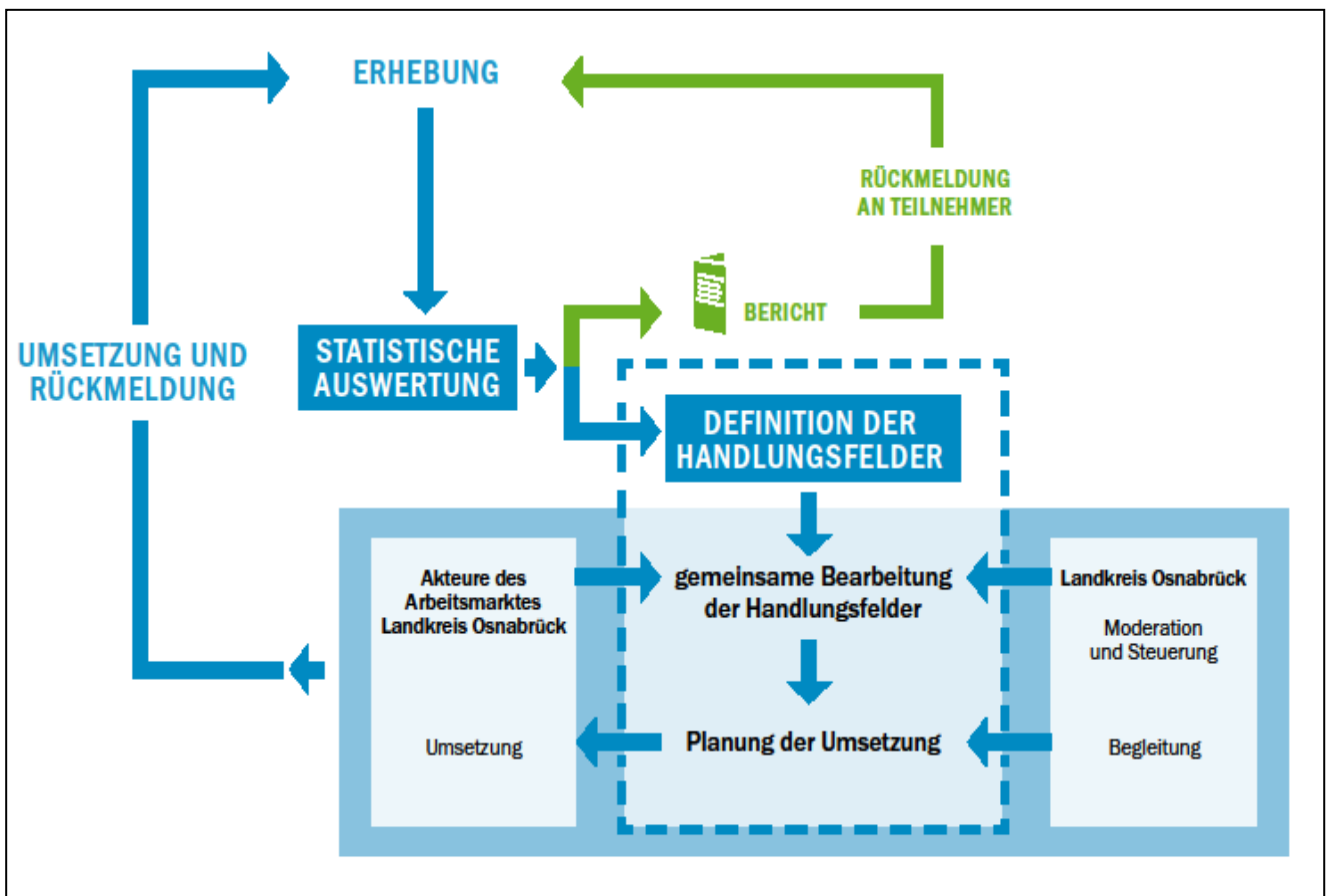 ERHEBUNG
RÜCKMELDUNG
AN TEILNEHMER
BERICHT
UMSETZUNG UND
RÜCKMELDUNG
STATISTISCHE
AUSWERTUNG
DEFINITION DER
HANDLUNGSFELDER
Akteure des
Arbeitsmarktes
Landkreis Osnabrück
gemeinsame Bearbeitung
der Handlungsfelder
Landkreis Osnabrück
Moderation
und Steuerung
Umsetzung
Planung der Umsetzung
Begleitung